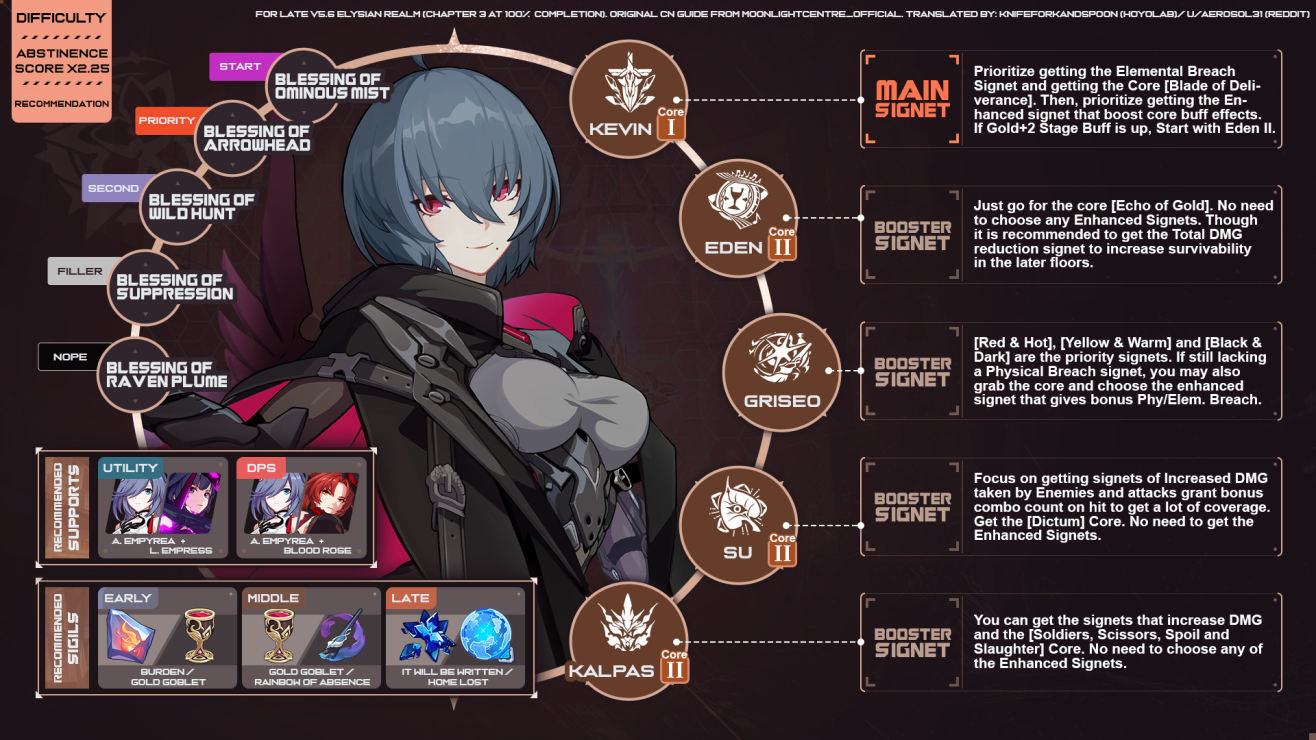 DIFFICULTY
ABSTINENCE
SCORE X2.25
RECOMMENDATION
FOR LATE V5.6 ELYSIAN REALM (CHAPTER 3 AT 100% COMPLETION). ORIGINAL CN GUIDE FROM MOONLIGHTCENTRE_OFFICIAL. TRANSLATED BY: KNIFEFORKANDSPOON (HOYOLAB)/ U/AEROSOL31 (REDDIT)
START
BLESSING OF
OMINOUS MIST
PRIORITY
BLESSING OF
ARROWHEAD
SECOND
BLESSING OF
WILD HUNT
FILLER
BLESSING OF
SUPPRESSION
NOPE
BLESSING OF
RAVEN PLUME
RECOMMENDED
SUPPORTS
UTILITY
A. EMPYREA +
L. EMPRESS
DPS
A. EMPYREA +
BLOOD ROSE
RECOMMENDED
SIGILS
EARLY
BURDEN /
GOLD GOBLET
MIDDLE
GOLD GOBLET /
RAINBOW OF ABSENCE
LATE
IT WILL BE WRITTEN /
HOME LOST
KEVIN
Core
I
MAIN
SIGNET
Prioritize getting the Elemental Breach
Signet and getting the Core [Blade of Deli-
verance]. Then, prioritize getting the En-
hanced signet that boost core buff effects.
If Gold+2 Stage Buff is up, Start with Eden II.
EDEN
Core
II
BOOSTER
SIGNET
Just go for the core [Echo of Gold]. No need
to choose any Enhanced Signets. Though
it is recommended to get the Total DMG
reduction signet to increase survivability
in the later floors.
GRISEO
BOOSTER
SIGNET
[Red & Hot], [Yellow & Warm] and [Black &
Dark] are the priority signets. If still lacking
a Physical Breach signet, you may also
grab the core and choose the enhanced
signet that gives bonus Phy/Elem. Breach.
SU
Core
II
BOOSTER
SIGNET
Focus on getting signets of Increased DMG
taken by Enemies and attacks grant bonus
combo count on hit to get a lot of coverage.
Get the [Dictum] Core. No need to get the
Enhanced Signets.
KALPAS
Core
II
BOOSTER
SIGNET
You can get the signets that increase DMG
and the [Soldiers, Scissors, Spoil and
Slaughter] Core. No need to choose any of
the Enhanced Signets.